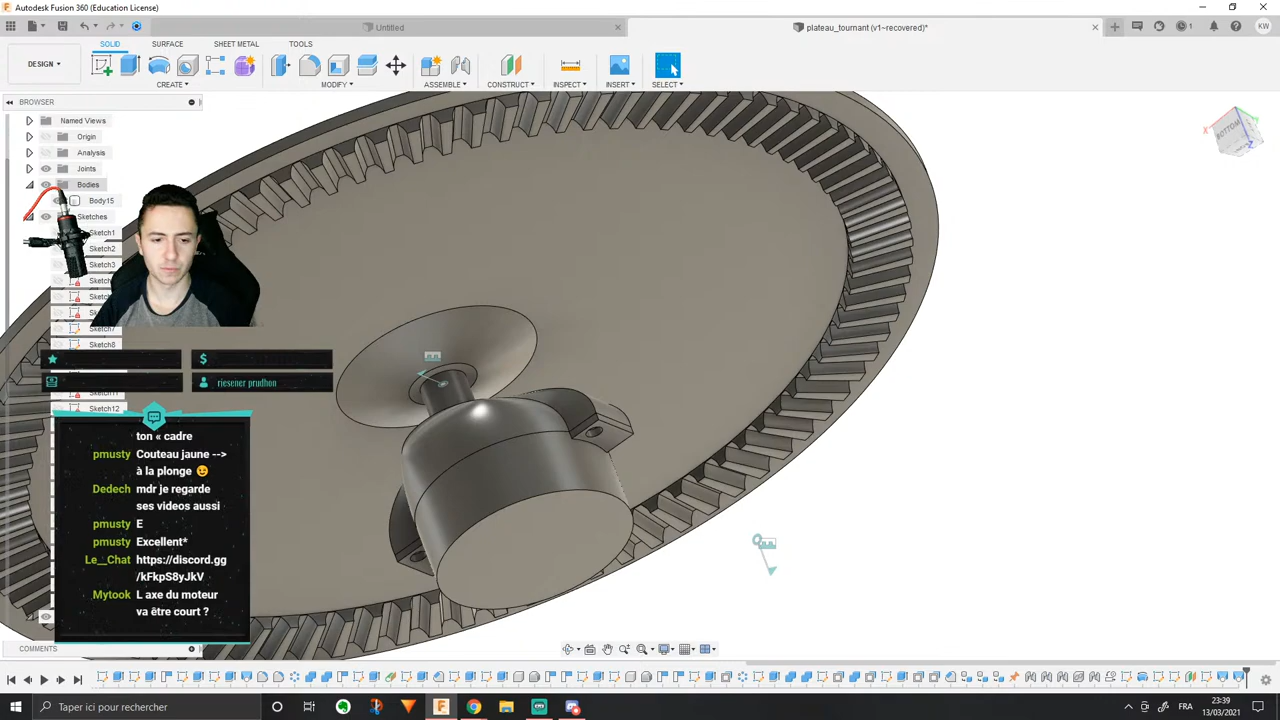 Autodesk Fusion 360 (Education License)
Untitled
plateau_tournant (v1~recovered)*
1
KW
SOLID
SURFACE
SHEET METAL
TOOLS
DESIGN
CREATE
MODIFY
ASSEMBLE
CONSTRUCT
INSPECT
INSERT
SELECT
BROWSER
Named Views
Origin
Analysis
Joints
Bodies
Body15
Sketches
Sketch1
Sketch2
Sketch3
Sketch8
Sketch12
BOTTOM
X
Z
$
riesener prudhon
ton « cadre
pmusty Couteau jaune -->
à la plonge 😉
Dedech mdr je regarde
ses videos aussi
pmusty E
pmusty Excellent*
Le__Chat https://discord.gg
/kFkpS8yJkV
Mytook L axe du moteur
va être court ?
COMMENTS
Taper ici pour rechercher
FRA
23:39
13/03/2021